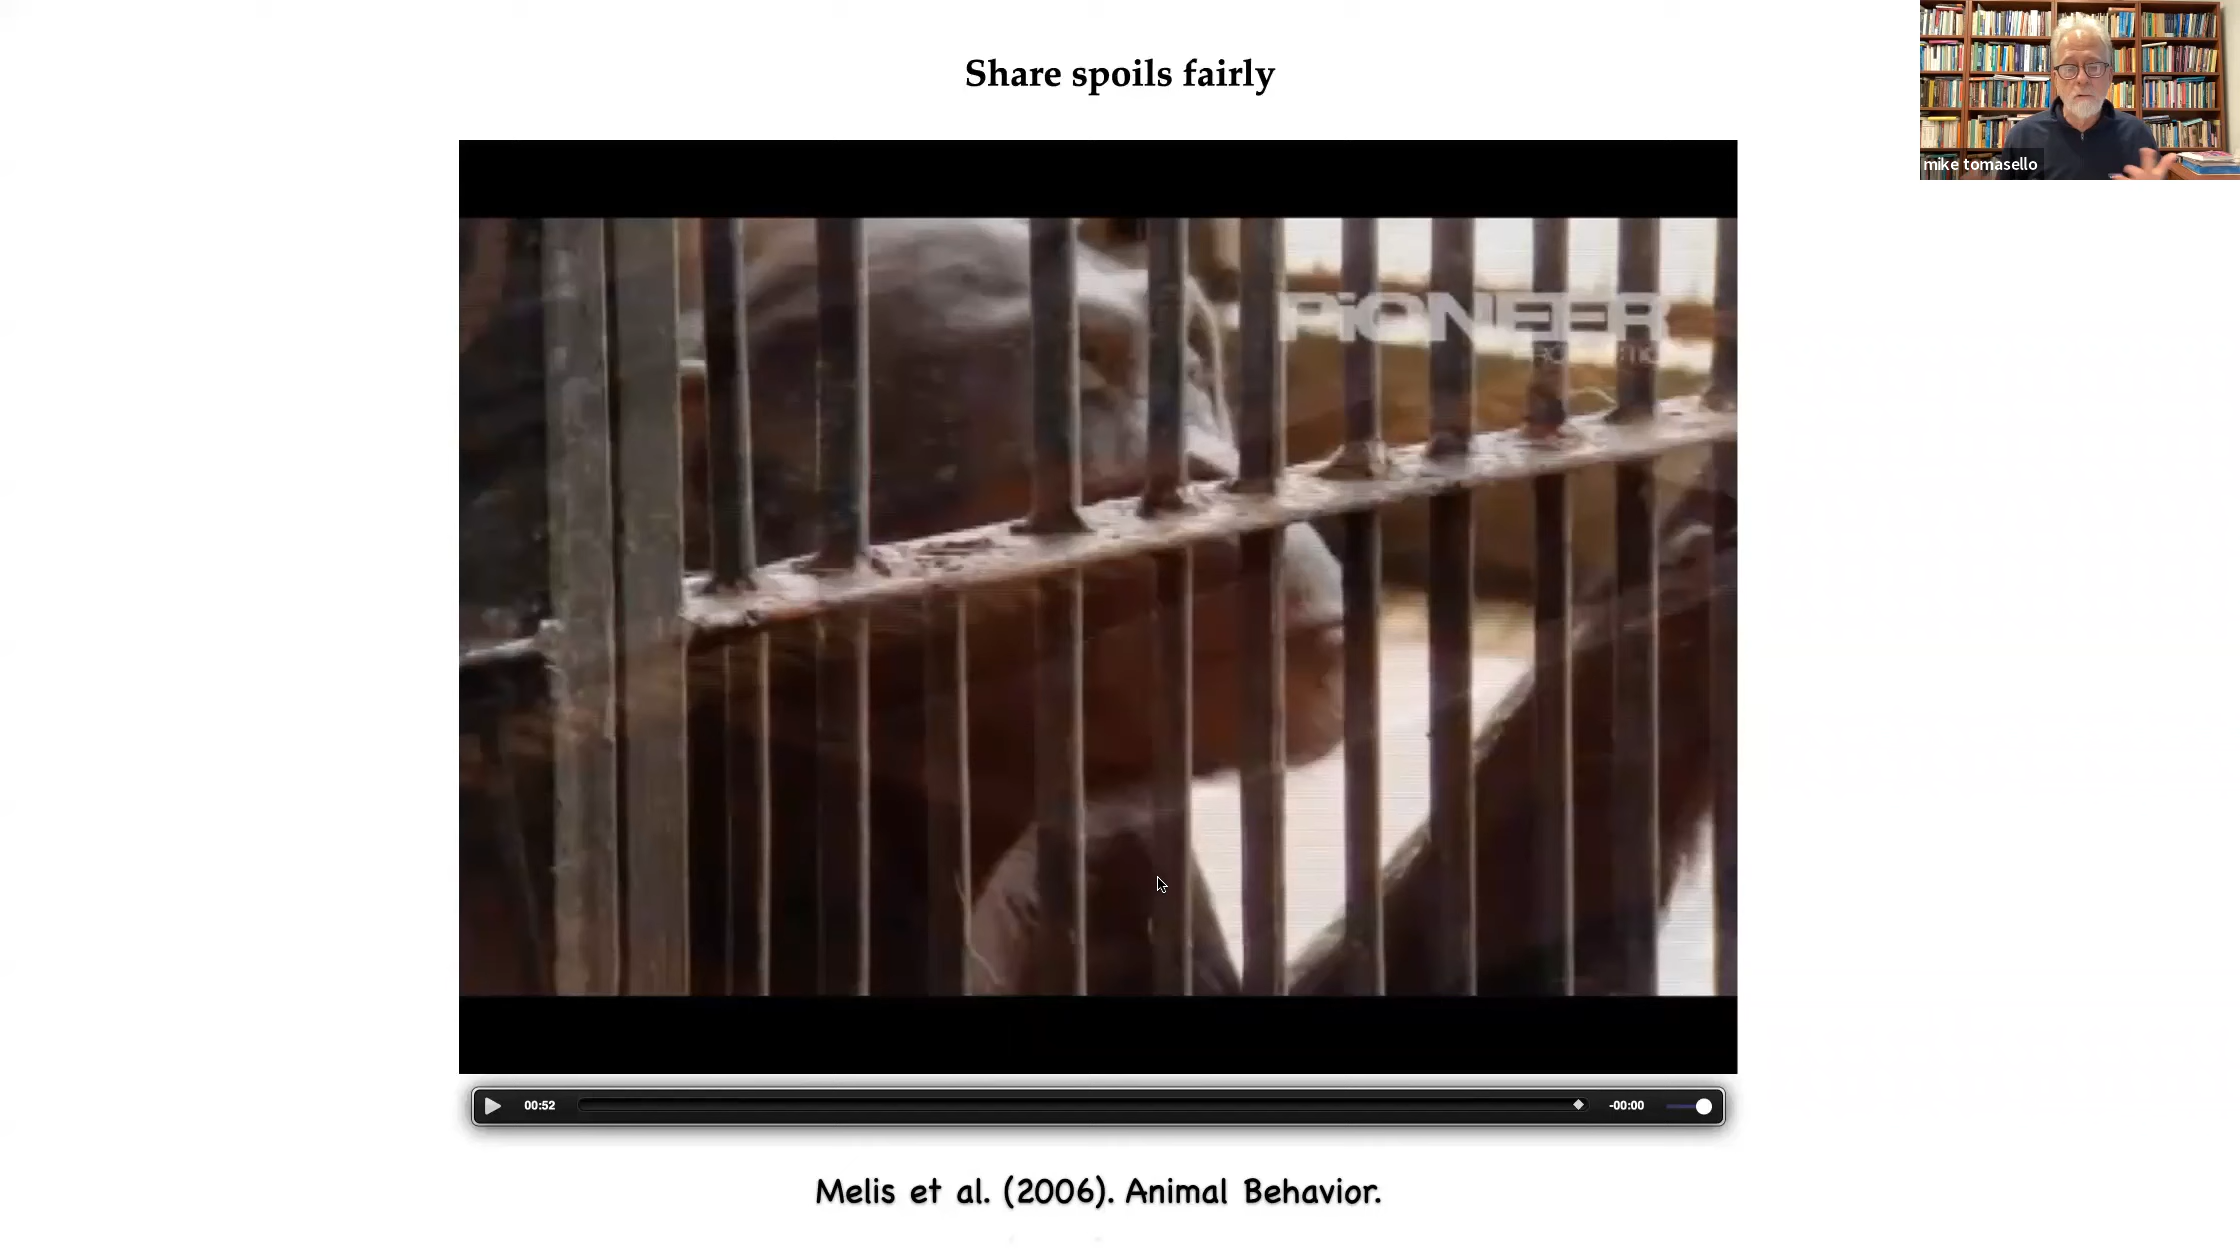 Share spoils fairly
mike tomasello
PiONEER
00:52
-00:00
Melis et al. (2006). Animal Behavior.